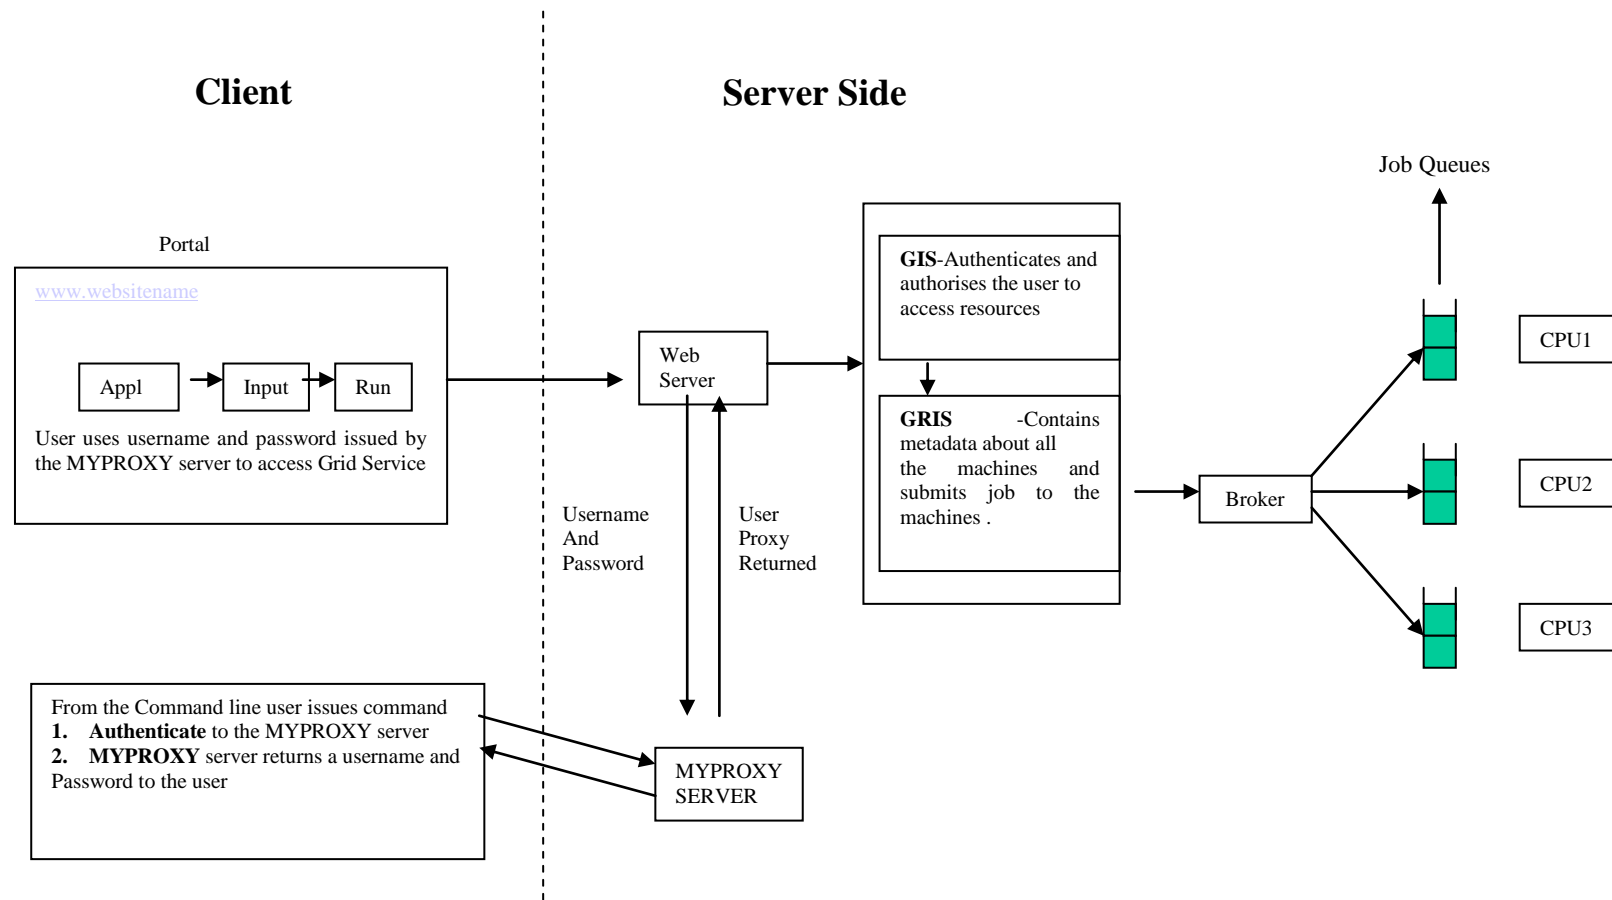 Client
Server Side
Job Queues
Portal
www.websitename
Appl
Input
Run
User uses username and password issued by
the MYPROXY server to access Grid Service
Web
Server
GIS-Authenticates and
authorises the user to
access resources
GRIS -Contains
metadata about all
the machines and
submits job to the
machines .
Broker
CPU1
CPU2
CPU3
Username
And
Password
User
Proxy
Returned
From the Command line user issues command
1. Authenticate to the MYPROXY server
2. MYPROXY server returns a username and
Password to the user
MYPROXY
SERVER